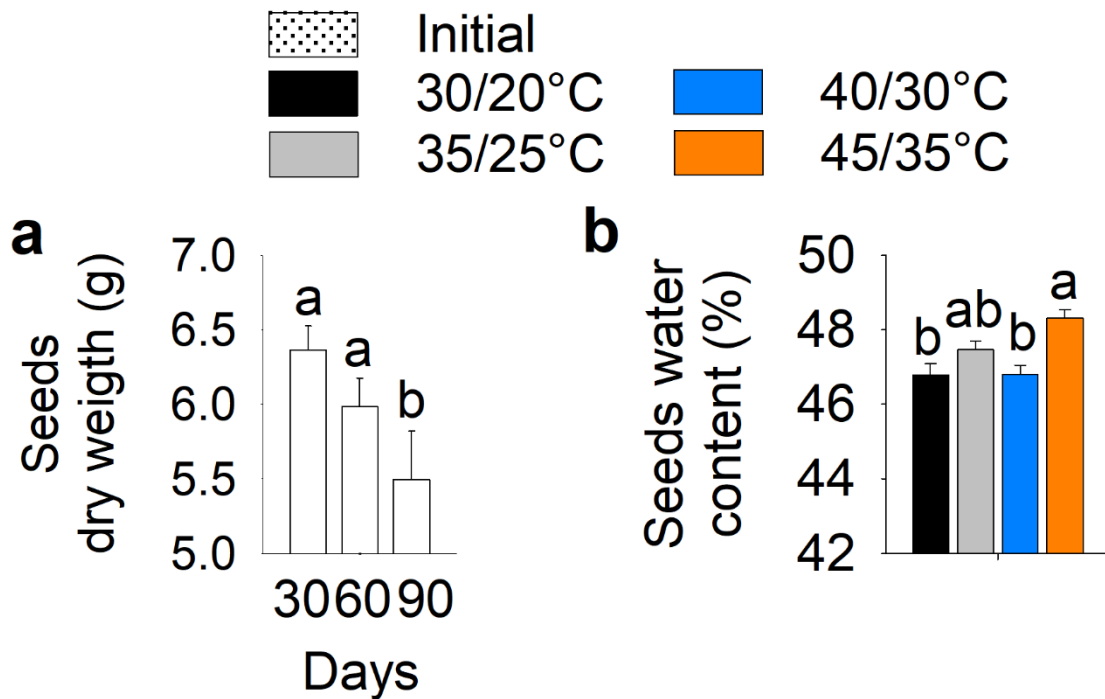 Initial
30/20°C
40/30°C
35/25°C
45/35°C
a
Seeds
dry weigth (g)
7.0
6.5
6.0
5.5
5.0
a
a
b
30 60 90
Days
b
Seeds water
content (%)
50
48
46
44
42
b
ab
b
a